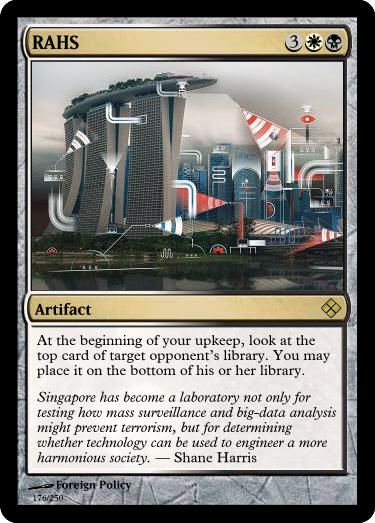 RAHS 3
Artifact
At the beginning of your upkeep, look at the
top card of target opponent's library. You may
place it on the bottom of his or her library.
Singapore has become a laboratory not only for
testing how mass surveillance and big-data analysis
might prevent terrorism, but for determining
whether technology can be used to engineer a more
harmonious society. — Shane Harris
Foreign Policy
176/250